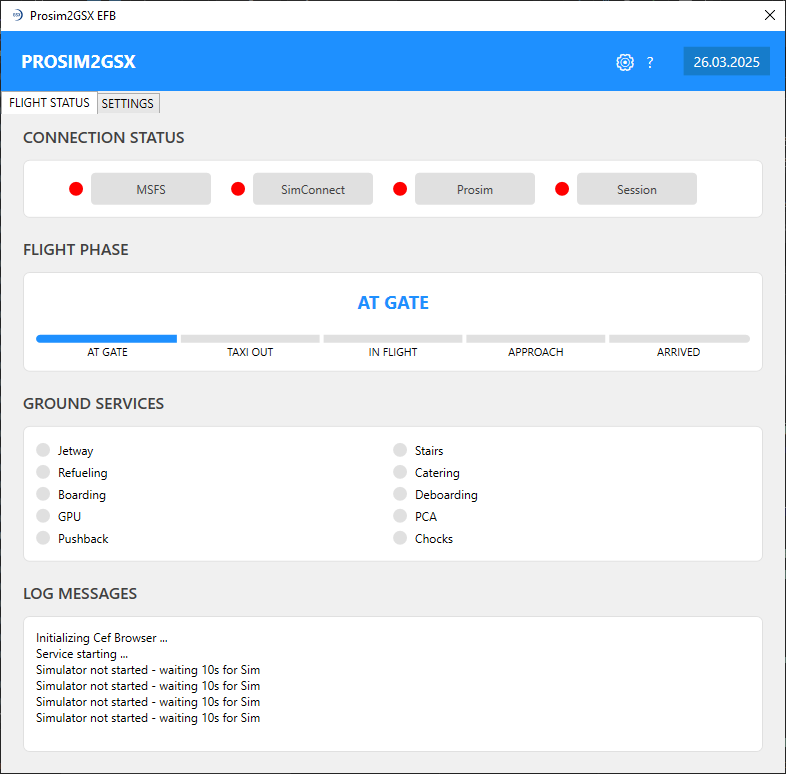 Prosim2GSX EFB
PROSIM2GSX
?
26.03.2025
FLIGHT STATUS
SETTINGS
CONNECTION STATUS
MSFS
SimConnect
Prosim
Session
FLIGHT PHASE
AT GATE
AT GATE
TAXI OUT
IN FLIGHT
APPROACH
ARRIVED
GROUND SERVICES
Jetway
Stairs
Refueling
Catering
Boarding
Deboarding
GPU
PCA
Pushback
Chocks
LOG MESSAGES
Initializing Cef Browser ...
Service starting ...
Simulator not started - waiting 10s for Sim
Simulator not started - waiting 10s for Sim
Simulator not started - waiting 10s for Sim
Simulator not started - waiting 10s for Sim